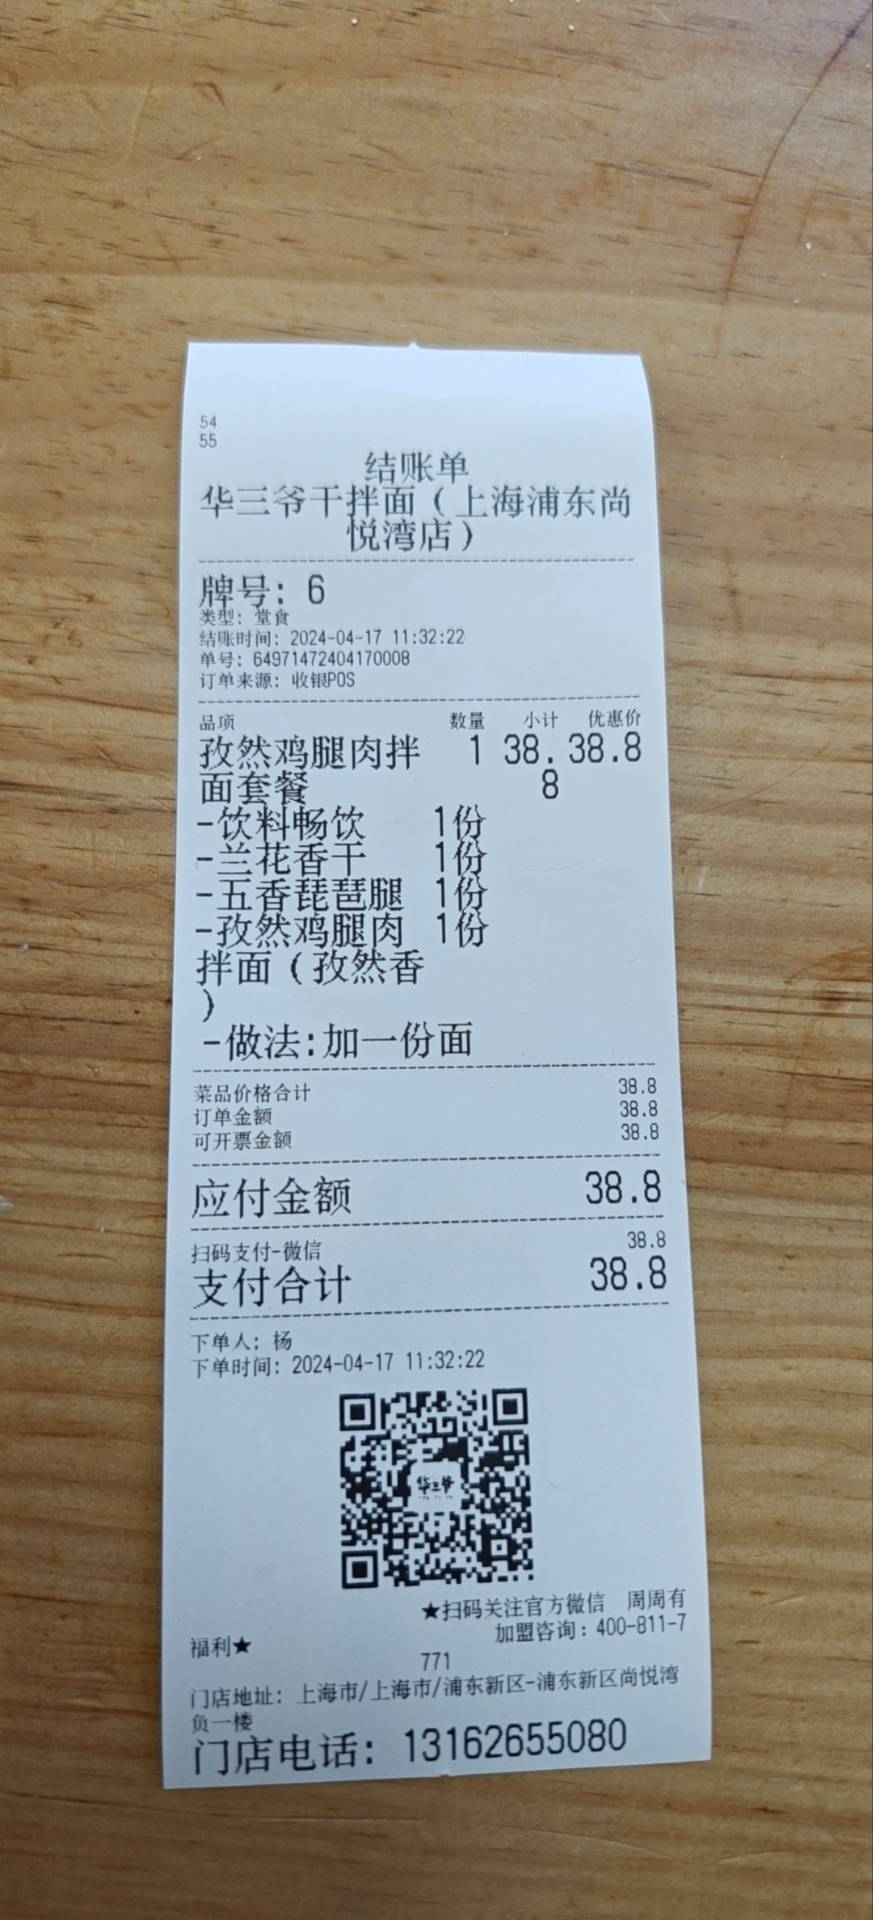 54
55
结账单
华三爷干拌面（上海浦东尚
悦湾店）
牌号: 6
类型: 堂食
结账时间: 2024-04-17 11:32:22
单号: 64971472404170008
订单来源: 收银POS
品项 数量 小计 优惠价
孜然鸡腿肉拌 1 38. 38.8
面套餐 8
-饮料畅饮 1份
-兰花香干 1份
-五香琵琶腿 1份
-孜然鸡腿肉 1份
拌面（孜然香
）
-做法:加一份面
菜品价格合计 38.8
订单金额 38.8
可开票金额 38.8
应付金额 38.8
扫码支付-微信 38.8
支付合计 38.8
下单人: 杨
下单时间: 2024-04-17 11:32:22
华三爷
★扫码关注官方微信 周周有
福利★
加盟咨询: 400-811-7
771
门店地址: 上海市/上海市/浦东新区-浦东新区尚悦湾
负一楼
门店电话: 13162655080